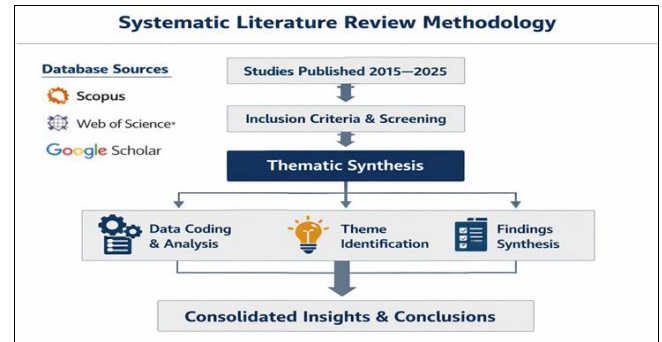 Systematic Literature Review Methodology
Database Sources
Scopus
Web of Science
Google Scholar
Studies Published 2015—2025
Inclusion Criteria & Screening
Thematic Synthesis
Data Coding
& Analysis
Theme
Identification
Findings
Synthesis
Consolidated Insights & Conclusions